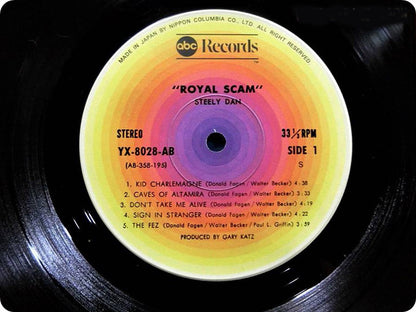 MADE IN JAPAN BY NIPPON COLUMBIA CO., LTD. ALL RIGHTS RESERVED
abc Records
"ROYAL SCAM"
STEELY DAN
STEREO 33 1/3 RPM
YX-8028-AB SIDE 1
(AB-358-195) S
1. KID CHARLEMAGNE (Donald Fagen / Walter Becker) 4:38
2. CAVES OF ALTAMIRA (Donald Fagen / Walter Becker) 3:33
3. DON'T TAKE ME ALIVE (Donald Fagen / Walter Becker) 4:19
4. SIGN IN STRANGER (Donald Fagen / Walter Becker) 4:22
5. THE FEZ (Donald Fagen / Walter Becker / Paul L. Griffin) 3:59
PRODUCED BY GARY KATZ